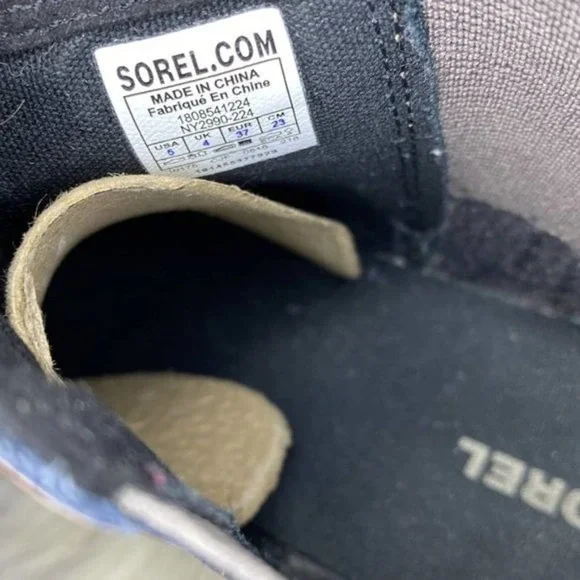 SOREL.COM
MADE IN CHINA
Fabriqué En Chine
1808541224
NY2990-224
USA UK EUR CM
5 4 37 23
OREL